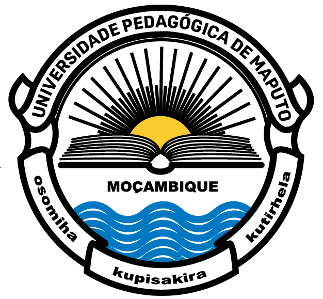 UNIVERSIDADE PEDAGÓGICA DE MAPUTO
MOÇAMBIQUE
osomiha
kupisakira
kutirhela